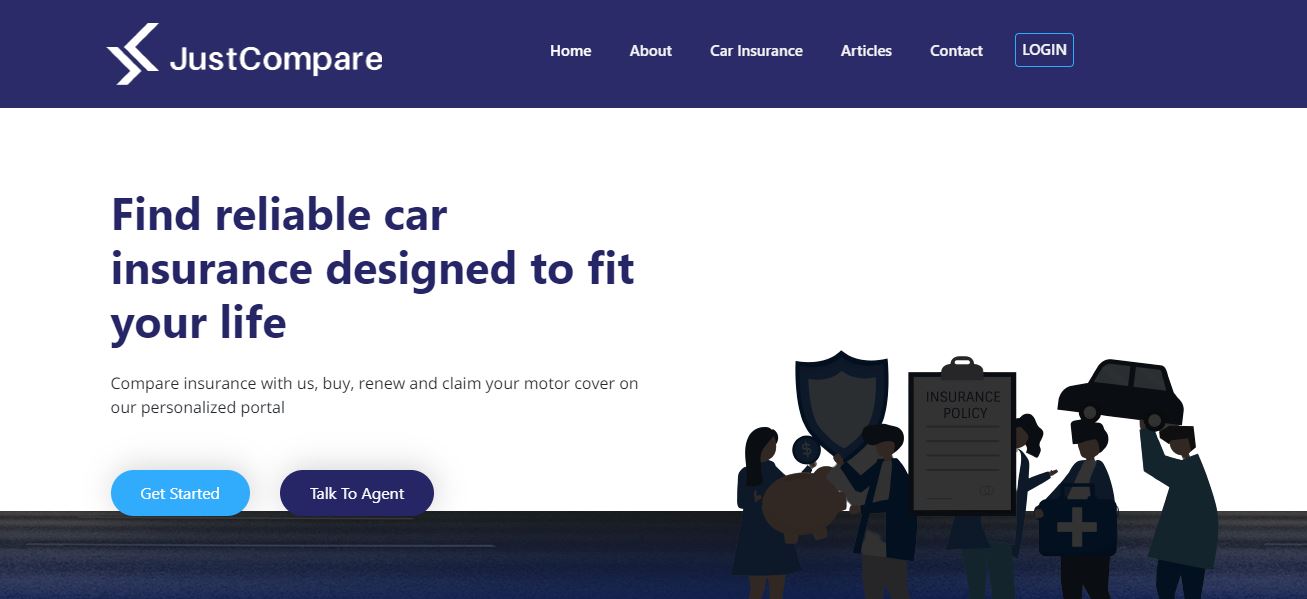 JustCompare
Home
About
Car Insurance
Articles
Contact
LOGIN
Find reliable car
insurance designed to fit
your life
Compare insurance with us, buy, renew and claim your motor cover on
our personalized portal
Get Started
Talk To Agent
$
INSURANCE
POLICY